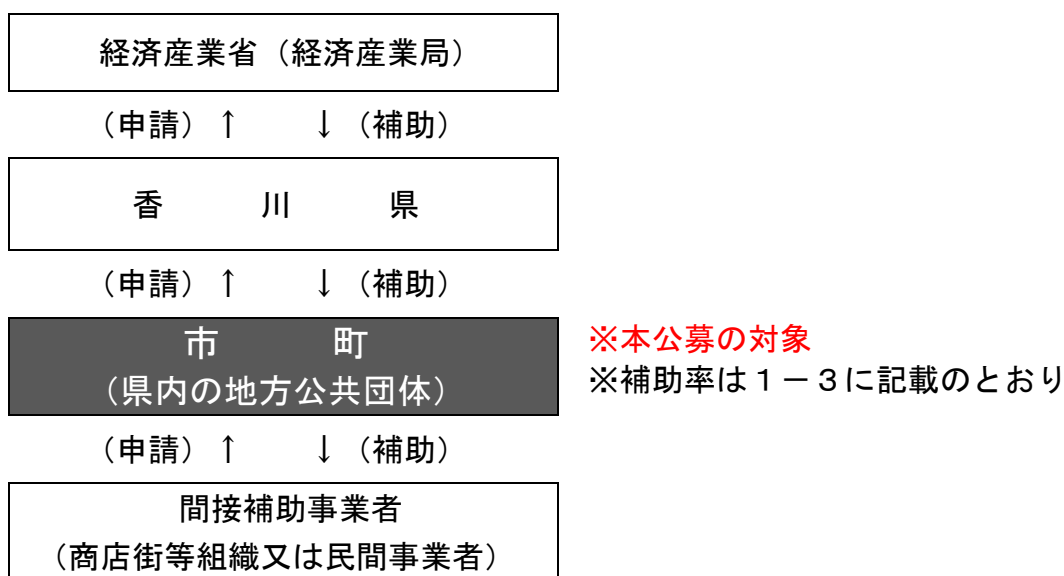 経済産業省（経済産業局）
（申請）↑　　↓（補助）
香　　川　　県
（申請）↑　　↓（補助）
市　　　町
（県内の地方公共団体）
※本公募の対象
※補助率は１－３に記載のとおり
（申請）↑　　↓（補助）
間接補助事業者
（商店街等組織又は民間事業者）